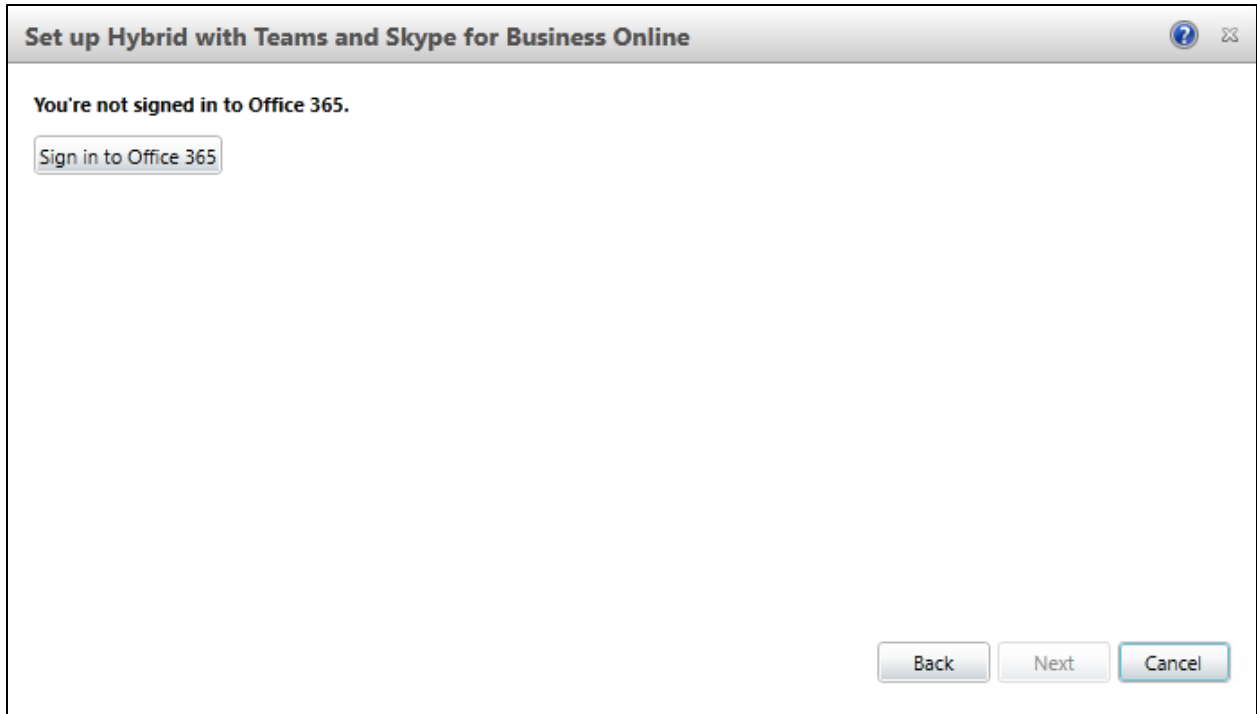 Set up Hybrid with Teams and Skype for Business Online
You're not signed in to Office 365.
Sign in to Office 365
Back
Next
Cancel